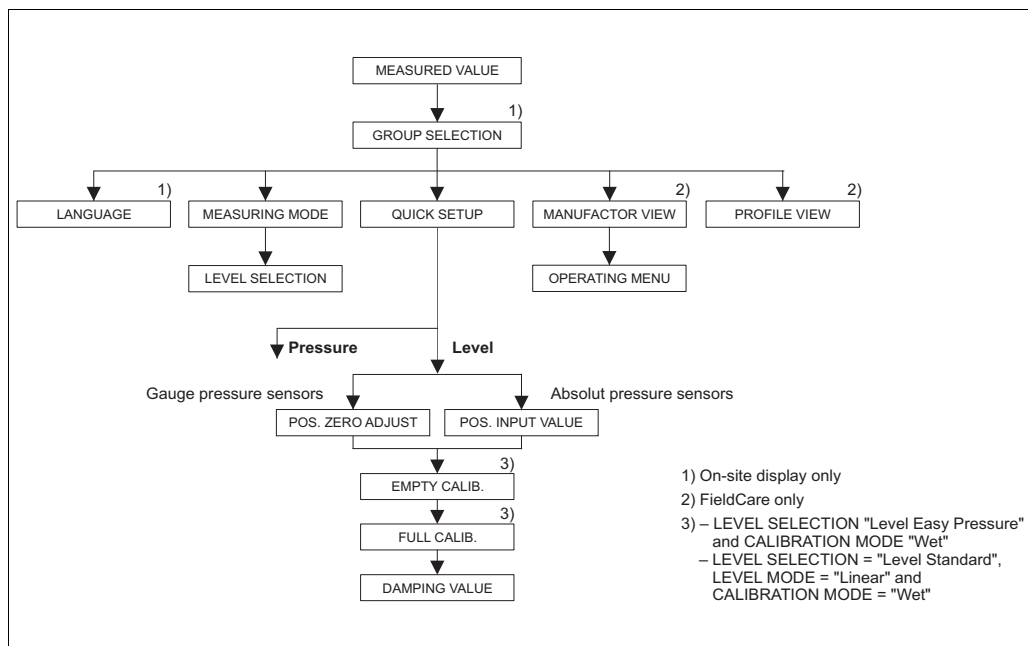 MEASURED VALUE
1)
GROUP SELECTION
1)
2)
2)
LANGUAGE
MEASURING MODE
QUICK SETUP
MANUFACTOR VIEW
PROFILE VIEW
LEVEL SELECTION
OPERATING MENU
Pressure
Level
Gauge pressure sensors
Absolut pressure sensors
POS. ZERO ADJUST
POS. INPUT VALUE
3)
EMPTY CALIB.
3)
FULL CALIB.
DAMPING VALUE
1) On-site display only
2) FieldCare only
3) – LEVEL SELECTION "Level Easy Pressure"
and CALIBRATION MODE "Wet"
– LEVEL SELECTION = "Level Standard",
LEVEL MODE = "Linear" and
CALIBRATION MODE = "Wet"